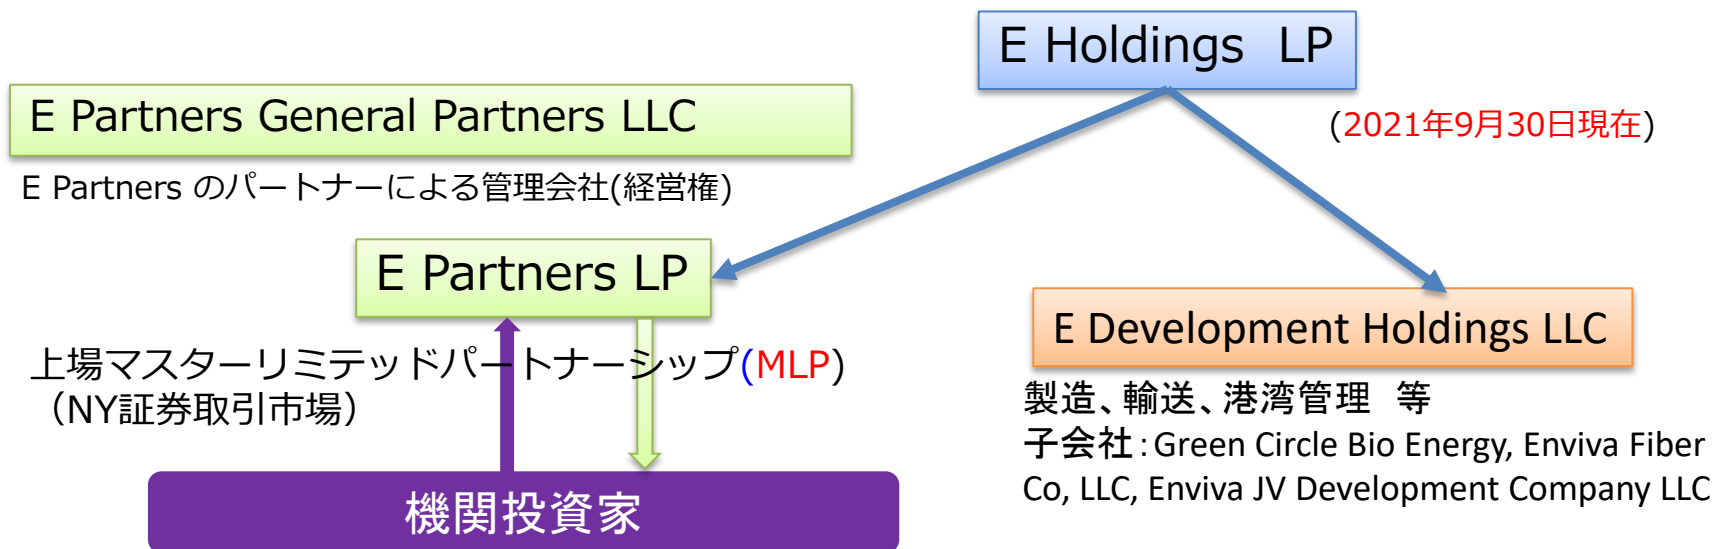 E Holdings LP
(2021年9月30日現在)
E Partners General Partners LLC
E Partners のパートナーによる管理会社(経営権)
E Partners LP
上場マスターリミテッドパートナーシップ(MLP)
（NY証券取引市場）
機関投資家
E Development Holdings LLC
製造、輸送、港湾管理　等
子会社：Green Circle Bio Energy, Enviva Fiber
Co, LLC, Enviva JV Development Company LLC